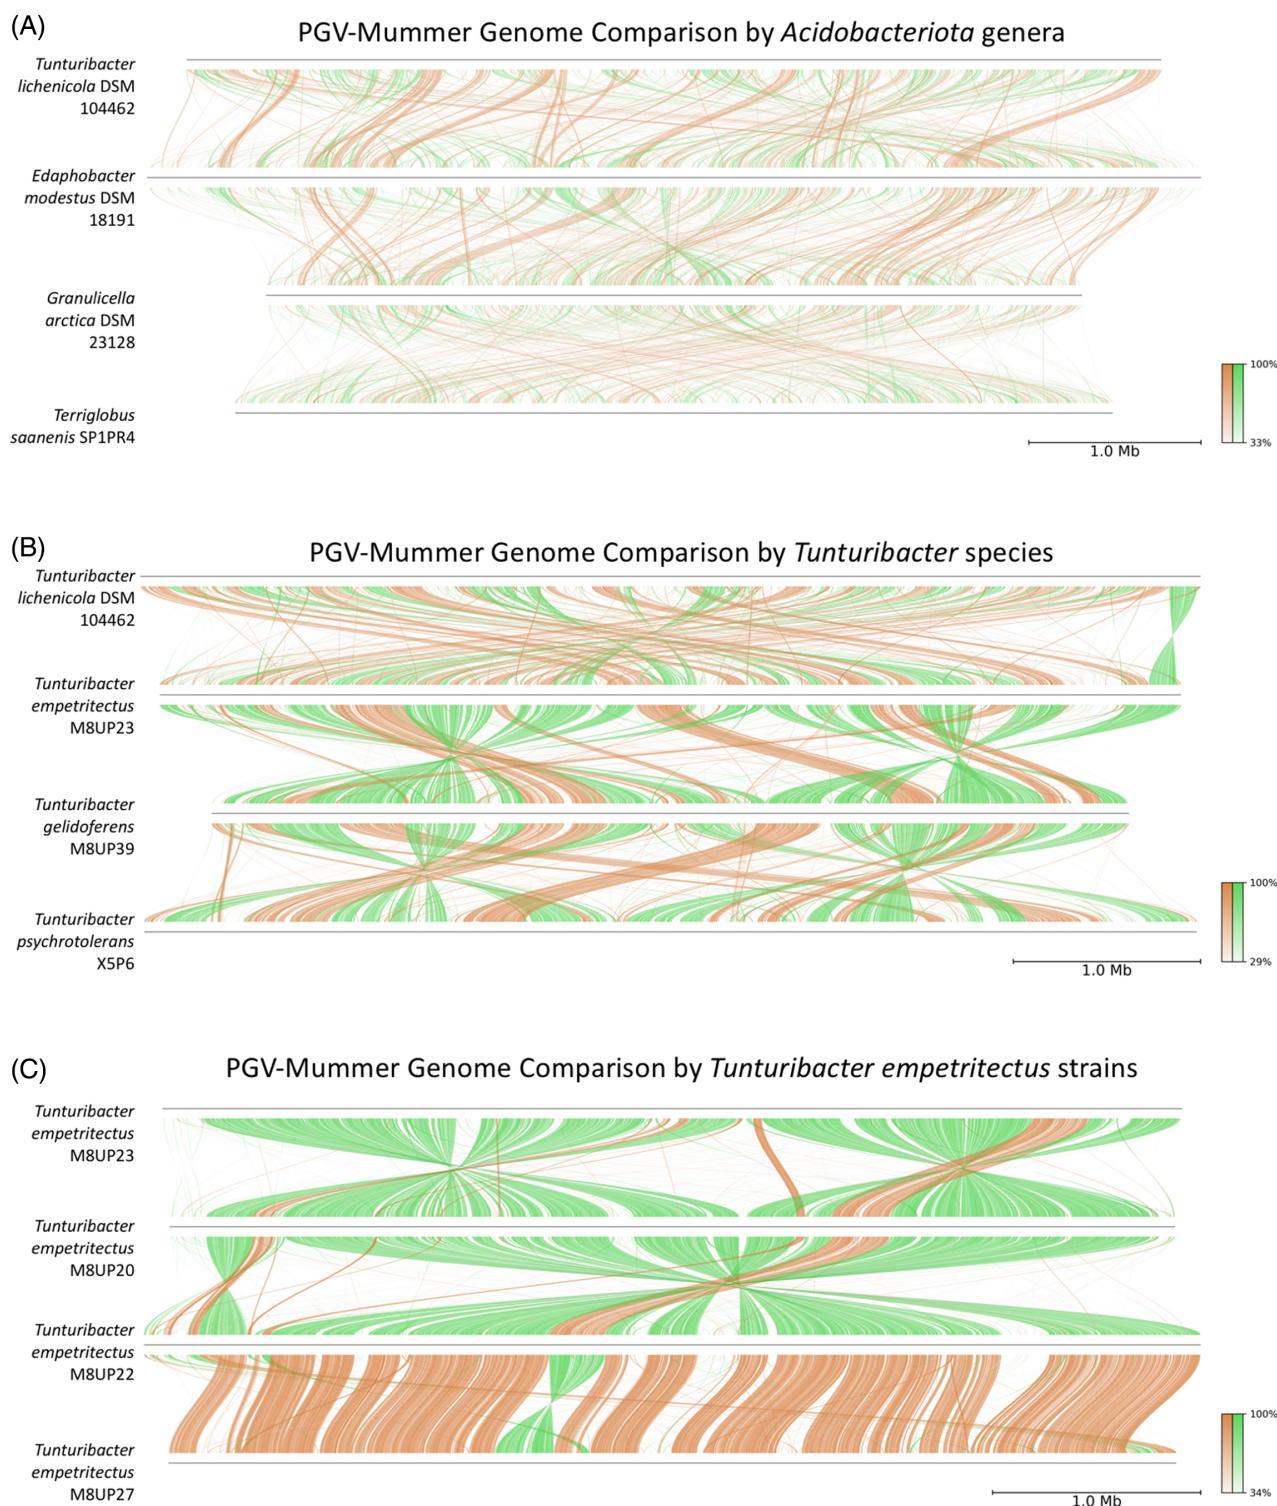 (A)
PGV-Mummer Genome Comparison by Acidobacteriota genera
Tunturibacter
lichenicola DSM
104462
Edaphobacter
modestus DSM
18191
Granulicella
arctica DSM
23128
Terriglobus
saanenis SP1PR4
100%
33%
1.0 Mb
(B)
PGV-Mummer Genome Comparison by Tunturibacter species
Tunturibacter
lichenicola DSM
104462
Tunturibacter
empetritectus
M8UP23
Tunturibacter
gelidoferens
M8UP39
Tunturibacter
psychrotolerans
X5P6
100%
29%
1.0 Mb
(C)
PGV-Mummer Genome Comparison by Tunturibacter empetritectus strains
Tunturibacter
empetritectus
M8UP23
Tunturibacter
empetritectus
M8UP20
Tunturibacter
empetritectus
M8UP22
Tunturibacter
empetritectus
M8UP27
100%
34%
1.0 Mb